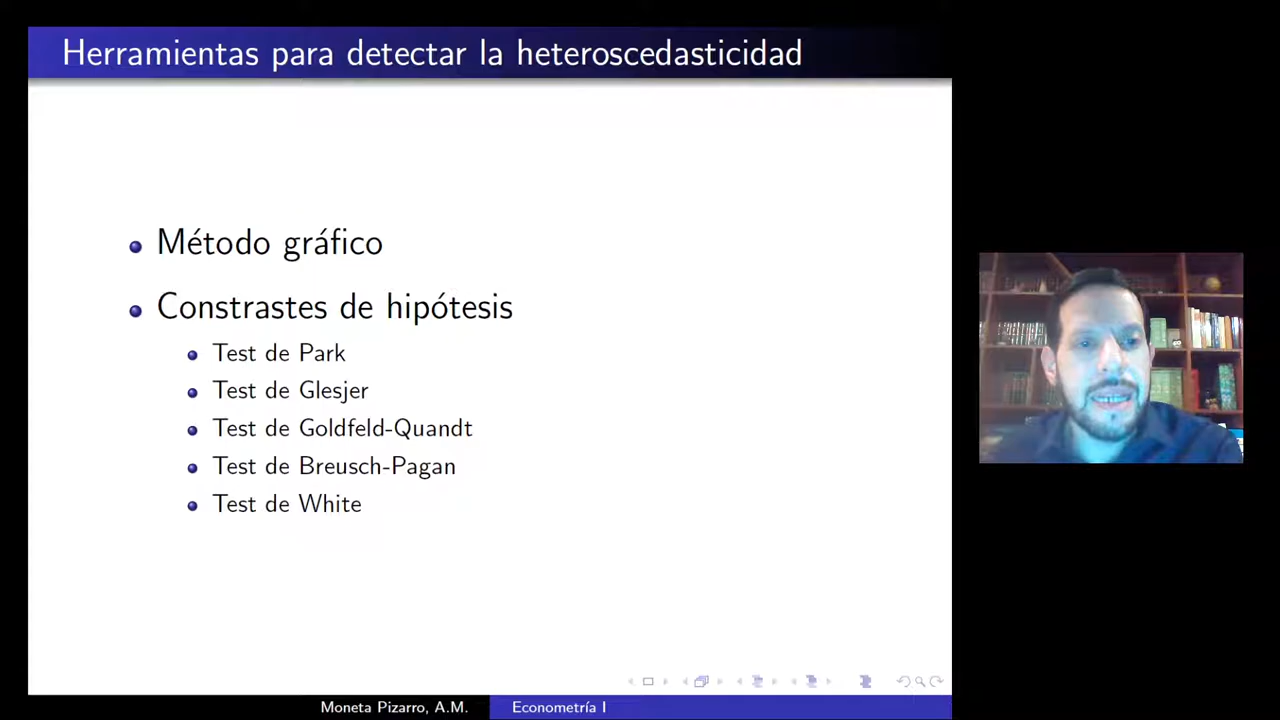 Herramientas para detectar la heteroscedasticidad
Método gráfico
Constrastes de hipótesis
Test de Park
Test de Glesjer
Test de Goldfeld-Quandt
Test de Breusch-Pagan
Test de White
Moneta Pizarro, A.M. Econometría I